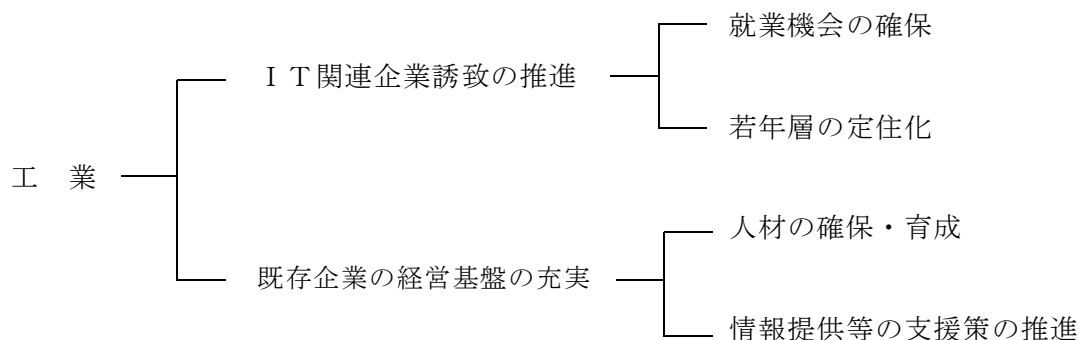 就業機会の確保
ＩＴ関連企業誘致の推進
若年層の定住化
工　業
人材の確保・育成
既存企業の経営基盤の充実
情報提供等の支援策の推進